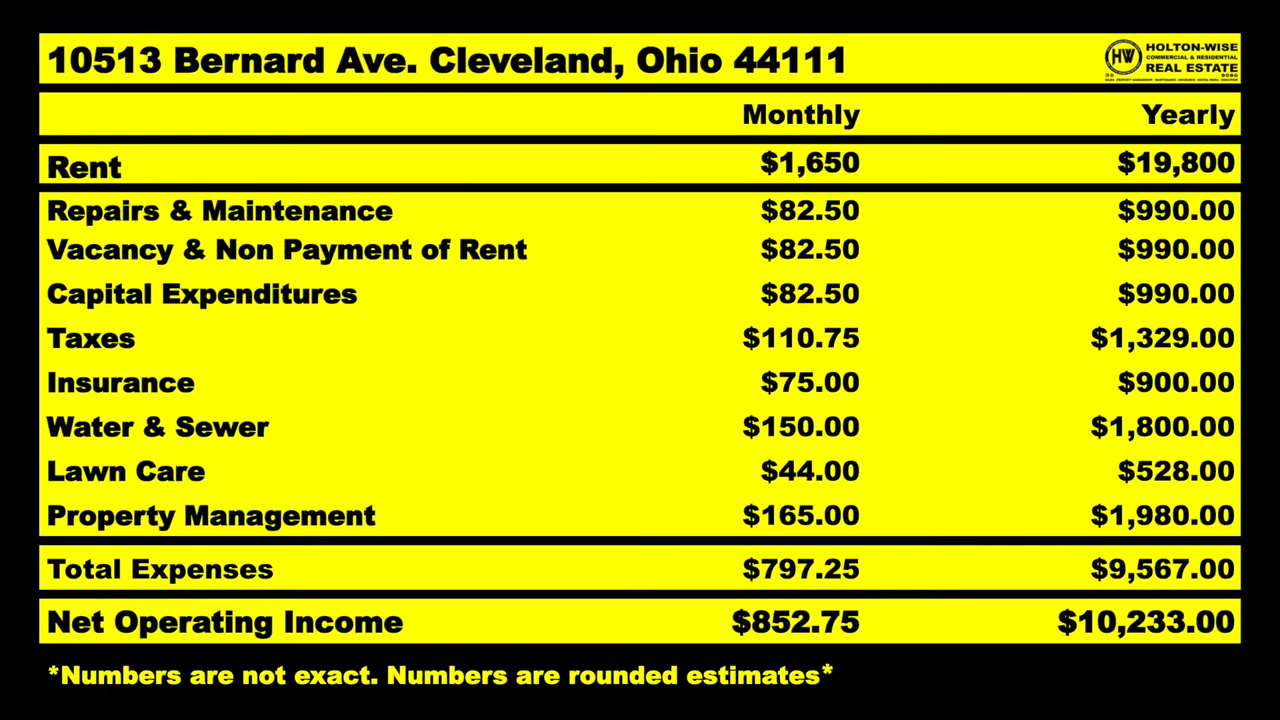 10513 Bernard Ave. Cleveland, Ohio 44111
HOLTON-WISE
COMMERCIAL & RESIDENTIAL
REAL ESTATE
HW
Monthly Yearly
Rent $1,650 $19,800
Repairs & Maintenance $82.50 $990.00
Vacancy & Non Payment of Rent $82.50 $990.00
Capital Expenditures $82.50 $990.00
Taxes $110.75 $1,329.00
Insurance $75.00 $900.00
Water & Sewer $150.00 $1,800.00
Lawn Care $44.00 $528.00
Property Management $165.00 $1,980.00
Total Expenses $797.25 $9,567.00
Net Operating Income $852.75 $10,233.00
*Numbers are not exact. Numbers are rounded estimates*